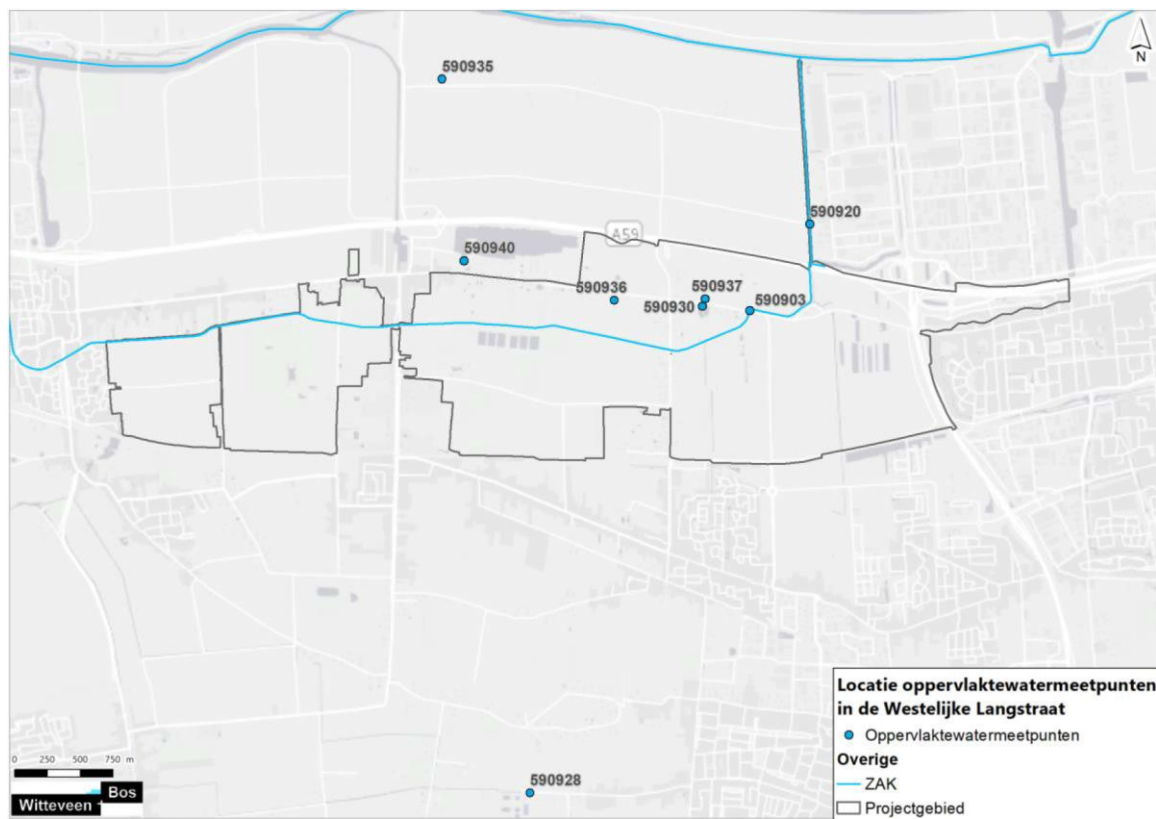 N
590935
590920
A59
590940
590937
590936
590930
590903
590928
0 250 500 750 m
Witteveen
Bos
Locatie oppervlaktewatermeetpunten
in de Westelijke Langstraat
Oppervlaktewatermeetpunten
Overige
ZAK
Projectgebied